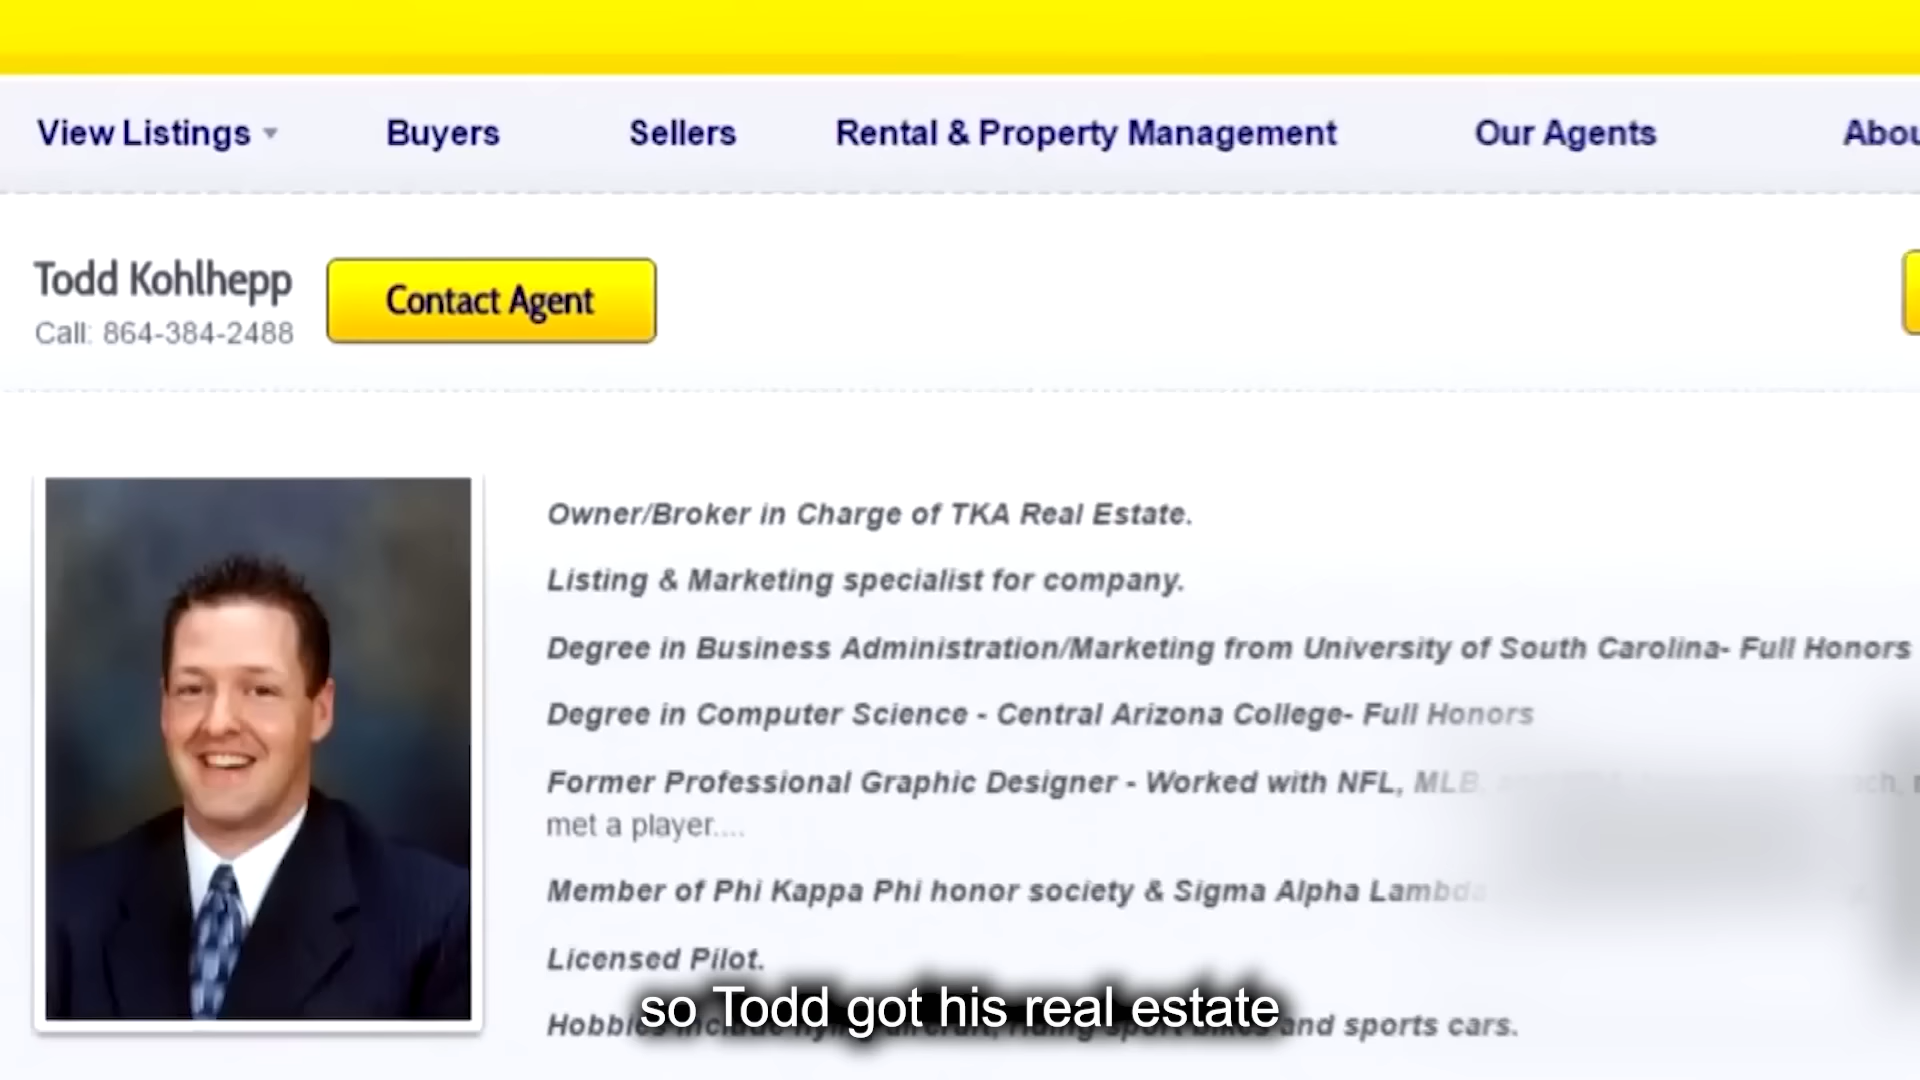 View Listings Buyers Sellers Rental & Property Management Our Agents Abou
Todd Kohlhepp
Call: 864-384-2488
Contact Agent
Owner/Broker in Charge of TKA Real Estate.
Listing & Marketing specialist for company.
Degree in Business Administration/Marketing from University of South Carolina- Full Honors
Degree in Computer Science - Central Arizona College- Full Honors
Former Professional Graphic Designer - Worked with NFL, MLB,
met a player....
Member of Phi Kappa Phi honor society & Sigma Alpha Lambda
Licensed Pilot.
and sports cars.
so Todd got his real estate